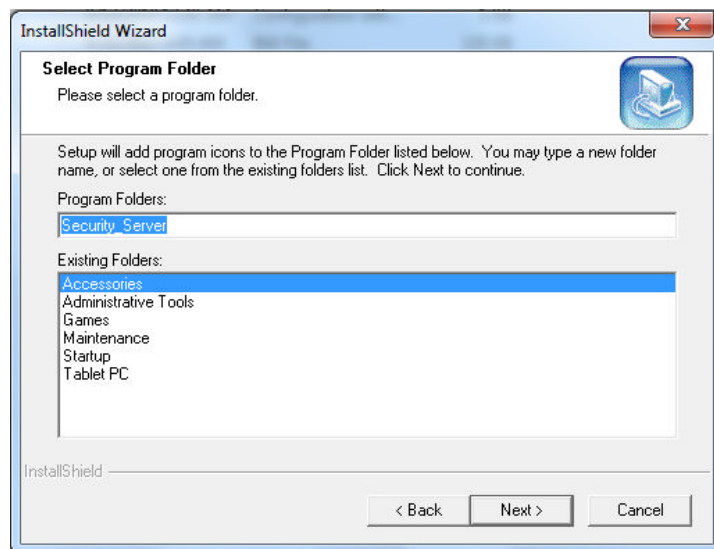 InstallShield Wizard
Select Program Folder
Please select a program folder.
Setup will add program icons to the Program Folder listed below. You may type a new folder
name, or select one from the existing folders list. Click Next to continue.
Program Folders:
Security_Server
Existing Folders:
Accessories
Administrative Tools
Games
Maintenance
Startup
Tablet PC
InstallShield
< Back Next > Cancel